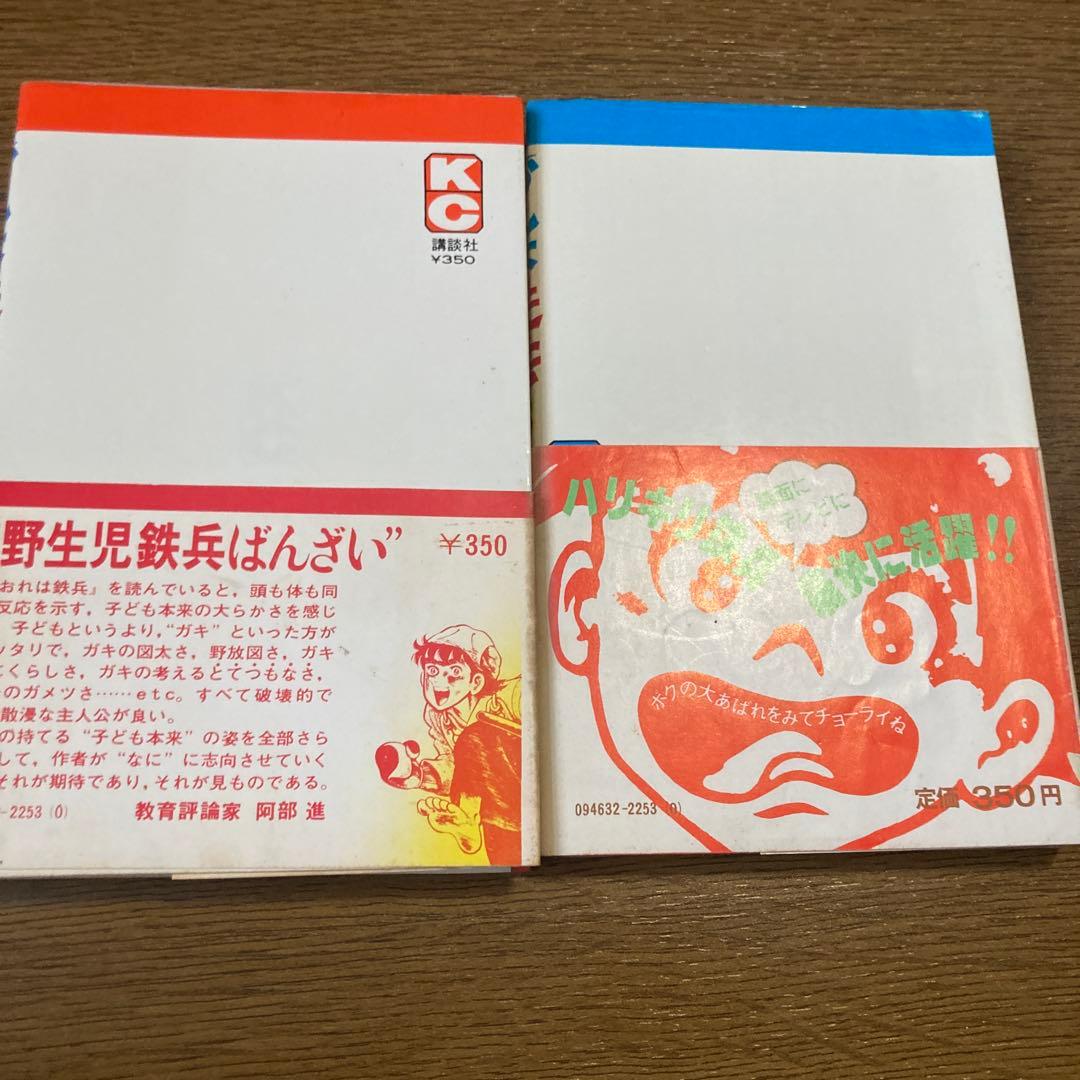 KC
講談社
¥350
野生児鉄兵ばんざい”
￥350
おれは鉄兵』を読んでいると，頭も体も同
反応を示す，子ども本来の大らかさを感じ
子どもというより，“ガキ”といった方が
ッタリで，ガキの図太さ，野放図さ，ガキ
くらしさ，ガキの考えるとてつもなさ，
のガメツさ……etc。すべて破壊的で
散漫な主人公が良い。
の持てる“子ども本来”の姿を全部さら
して，作者が“なに”に志向させていく
それが期待であり，それが見ものである。
-2253 (0)
教育評論家 阿部 進
ハリキリ
画面に
テレビに
に活躍!!
ボクの大あばれをみてチョーライね
094632-2253 (0)
定価 350円